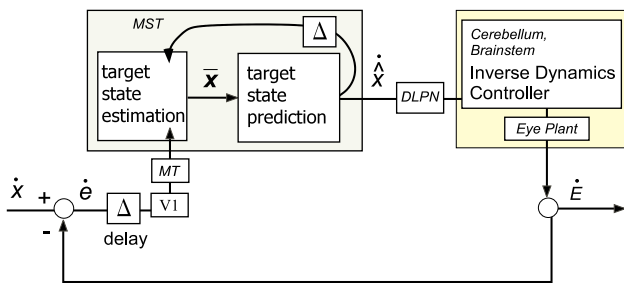 MST
Δ
target
state
estimation
x̄
target
state
prediction
ẋ̂
DLPN
Cerebellum,
Brainstem
Inverse Dynamics
Controller
Eye Plant
MT
V1
ẋ
+
-
ė
Δ
delay
Ė